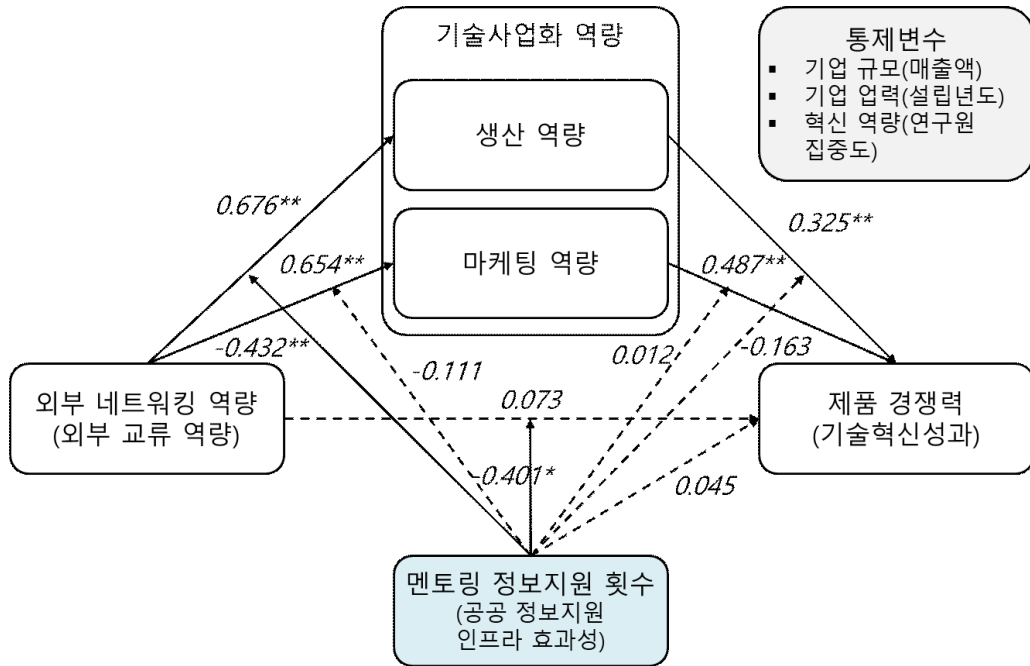 기술사업화 역량
생산 역량
마케팅 역량
통제변수
▪ 기업 규모(매출액)
▪ 기업 업력(설립년도)
▪ 혁신 역량(연구원
집중도)
0.676**
0.654**
0.325**
0.487**
-0.432**
-0.111
0.012
-0.163
외부 네트워킹 역량
(외부 교류 역량)
0.073
제품 경쟁력
(기술혁신성과)
-0.401*
0.045
멘토링 정보지원 횟수
(공공 정보지원
인프라 효과성)